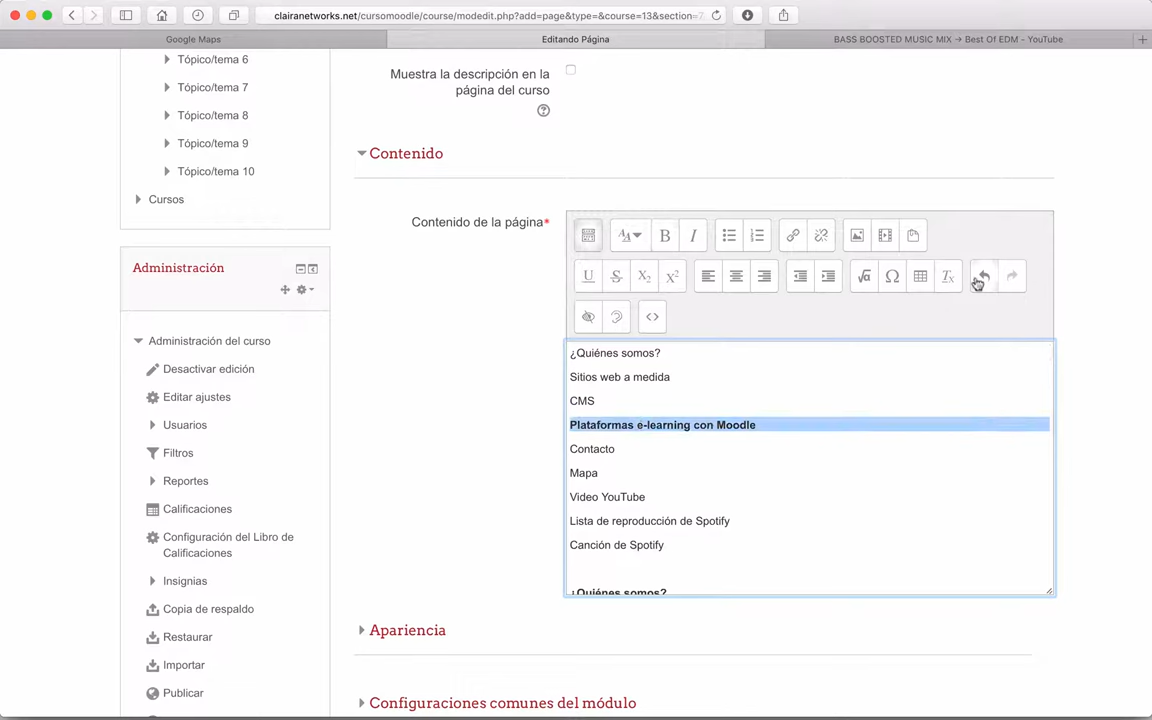 clairanetworks.net/cursomoodle/course/modedit.php?add=page&type=&course=13&section=7
Google Maps
Editando Página
BASS BOOSTED MUSIC MIX → Best Of EDM - YouTube
Tópico/tema 6
Tópico/tema 7
Tópico/tema 8
Tópico/tema 9
Tópico/tema 10
Cursos
Administración
Administración del curso
Desactivar edición
Editar ajustes
Usuarios
Filtros
Reportes
Calificaciones
Configuración del Libro de
Calificaciones
Insignias
Copia de respaldo
Restaurar
Importar
Publicar
Muestra la descripción en la
página del curso
Contenido
Contenido de la página*
¿Quiénes somos?
Sitios web a medida
CMS
Plataformas e-learning con Moodle
Contacto
Mapa
Video YouTube
Lista de reproducción de Spotify
Canción de Spotify
¿Quiénes somos?
Apariencia
Configuraciones comunes del módulo